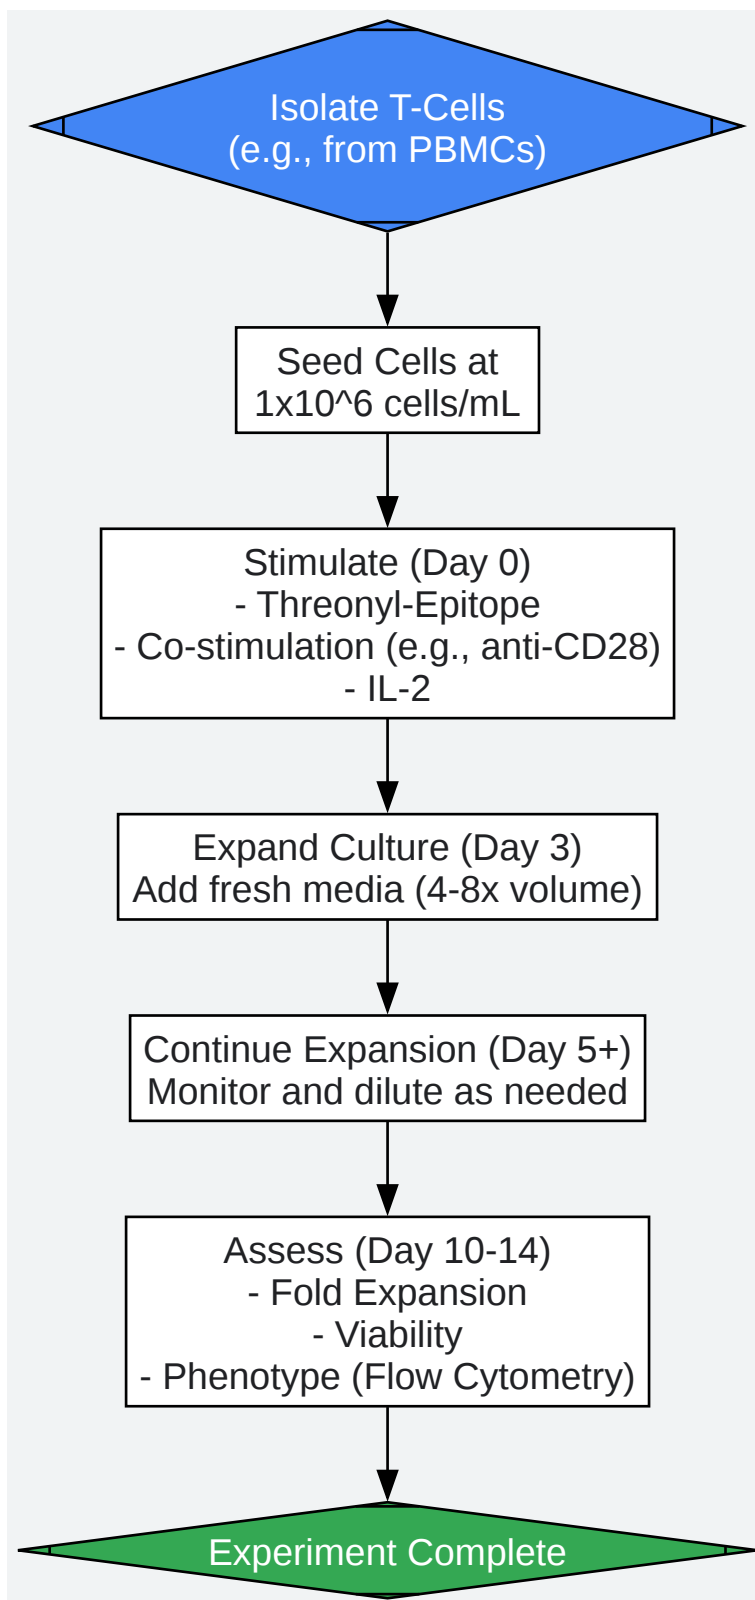 Isolate T-Cells
(e.g., from PBMCs)
Seed Cells at
1x10^6 cells/mL
Stimulate (Day 0)
- Threonyl-Epitope
- Co-stimulation (e.g., anti-CD28)
- IL-2
Expand Culture (Day 3)
Add fresh media (4-8x volume)
Continue Expansion (Day 5+)
Monitor and dilute as needed
Assess (Day 10-14)
- Fold Expansion
- Viability
- Phenotype (Flow Cytometry)
Experiment Complete